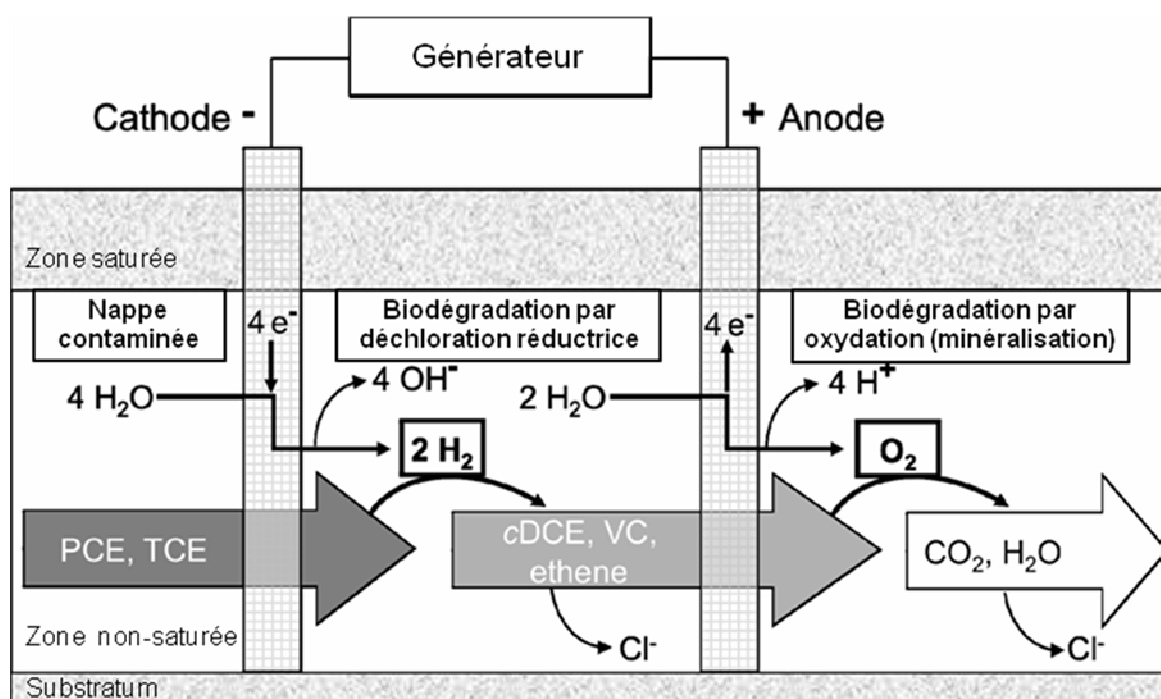 Générateur
Cathode -
+ Anode
Zone saturée
Nappe
contaminée
4 e⁻
Biodégradation par
déchloration réductrice
4 e⁻
Biodégradation par
oxydation (minéralisation)
4 H₂O
4 OH⁻
2 H₂O
4 H⁺
2 H₂
O₂
PCE, TCE
cDCE, VC,
ethene
CO₂, H₂O
Zone non-saturée
Cl⁻
Cl⁻
Substratum